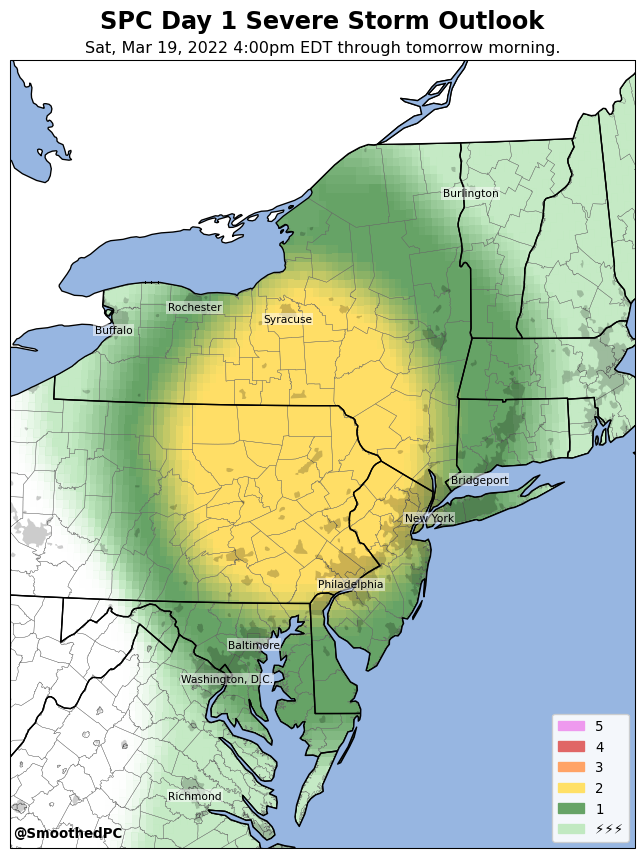 SPC Day 1 Severe Storm Outlook
Sat, Mar 19, 2022 4:00pm EDT through tomorrow morning.
Burlington
Rochester
Syracuse
Buffalo
Bridgeport
New York
Philadelphia
Baltimore
Washington, D.C.
Richmond
5
4
3
2
1
⚡⚡⚡
@SmoothedPC